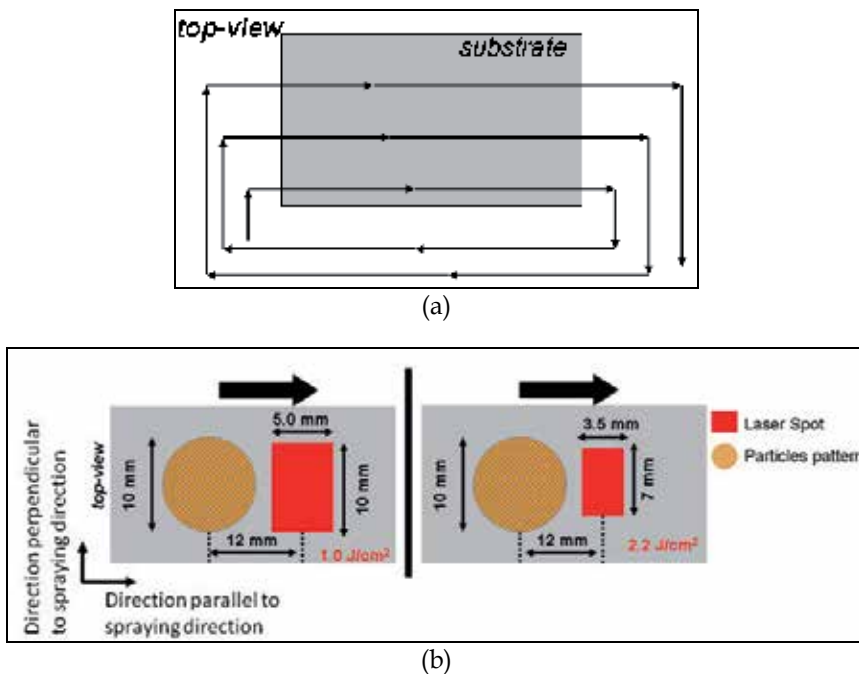 top-view
substrate
(a)
5.0 mm
3.5 mm
Laser Spot
Particles pattern
Direction perpendicular
to spraying direction
top-view
10 mm
10 mm
12 mm
1.0 J/cm²
10 mm
7 mm
12 mm
2.2 J/cm²
Direction parallel to
spraying direction
(b)